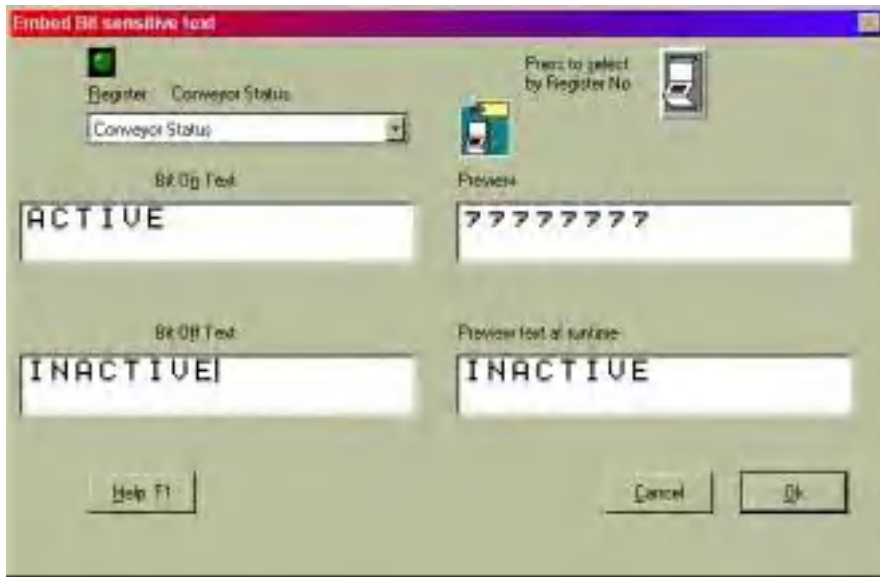 Embed Bit sensitive text
Press to select
by Register No
Register Conveyor Status
Conveyor Status
Bit On Text
Preview
ACTIVE
77777777
Bit Off Text
Preview text at runtime
INACTIVE
INACTIVE
Help F1
Cancel
Ok